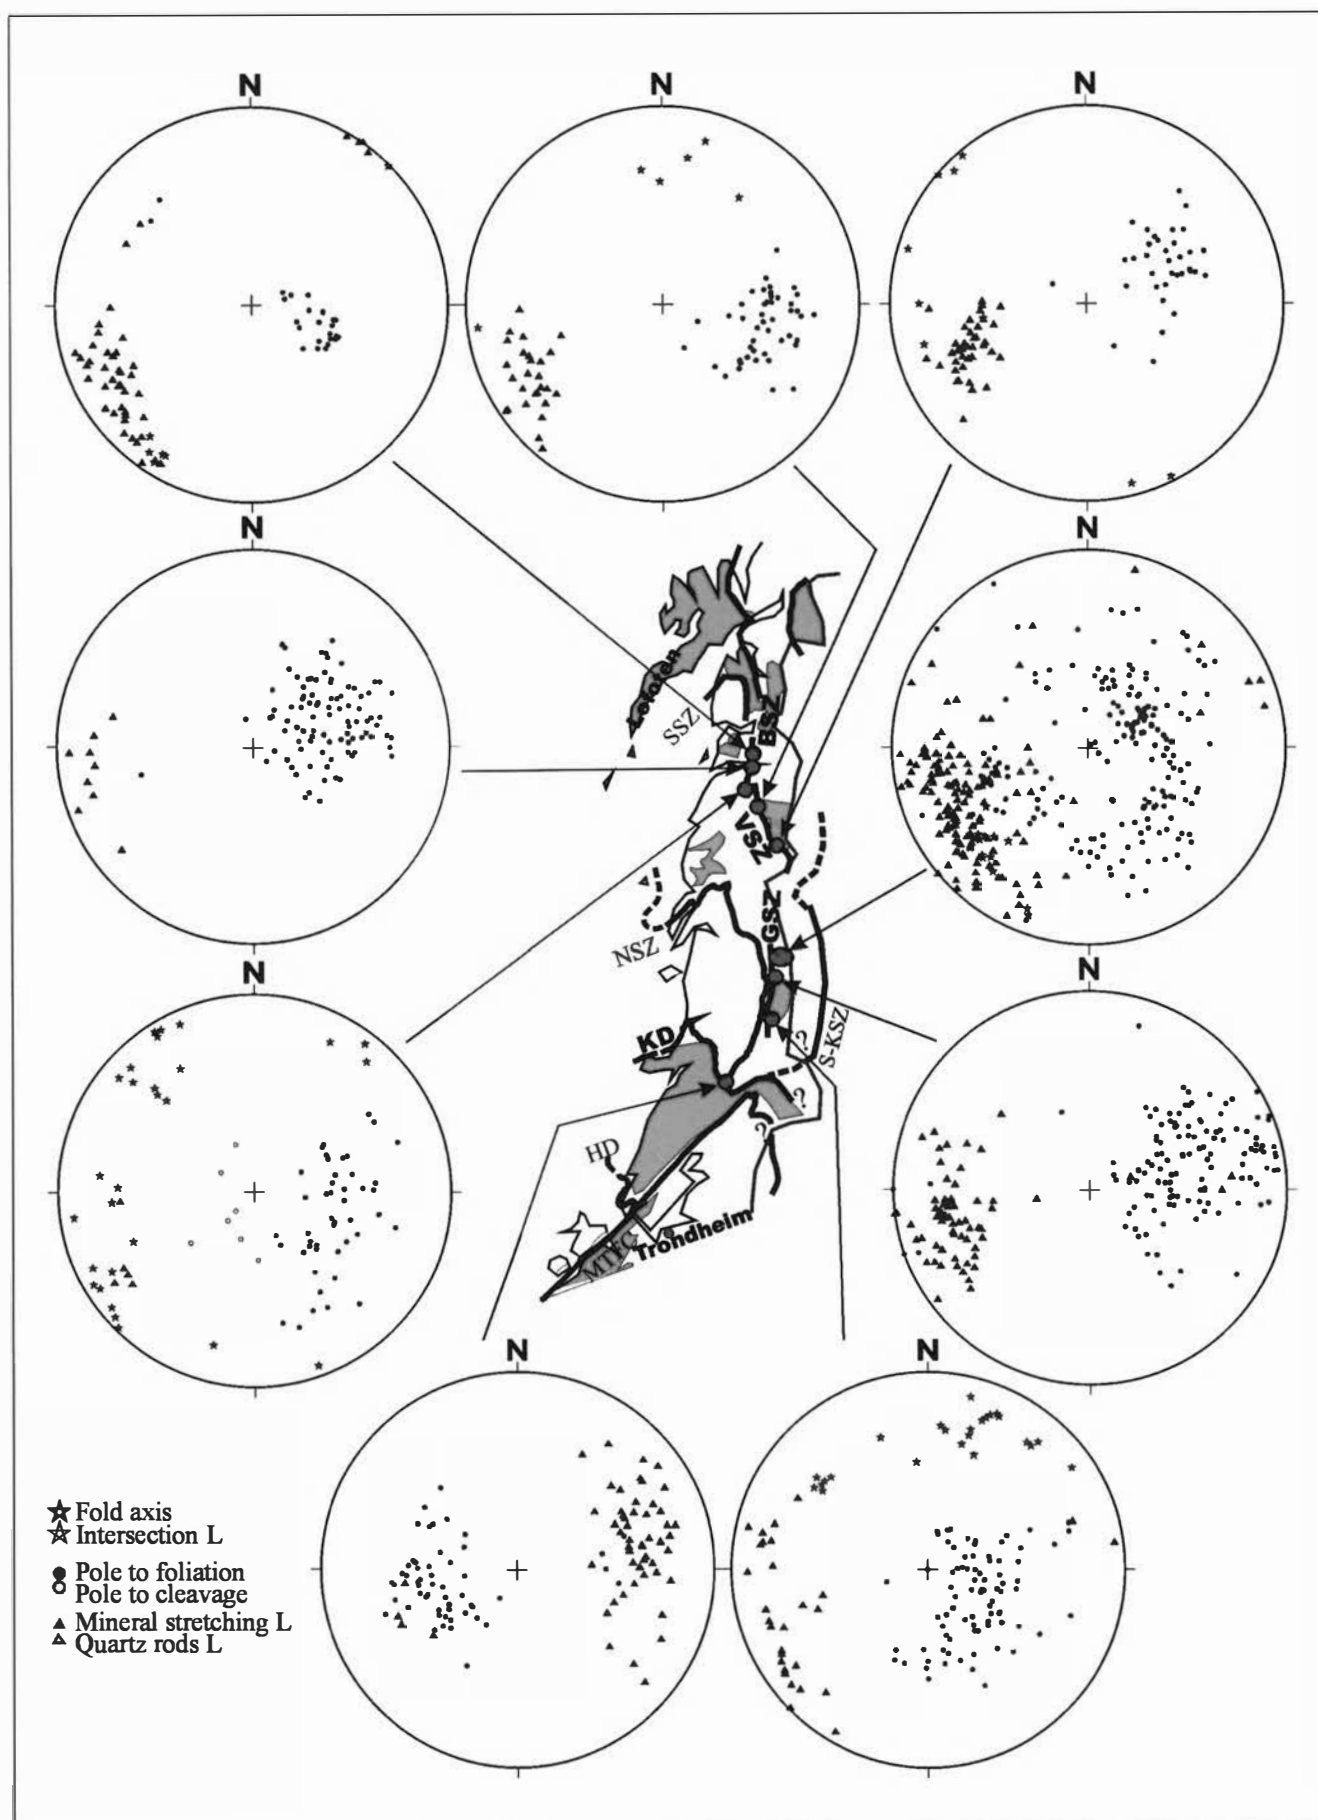 N
N
N
N
N
N
N
N
N
Lofoten
SSZ
BSZ
VSZ
GSZ
NSZ
KD
S-KSZ
?
?
?
HD
MTFC
Trondheim
Fold axis
Intersection L
Pole to foliation
Pole to cleavage
Mineral stretching L
Quartz rods L